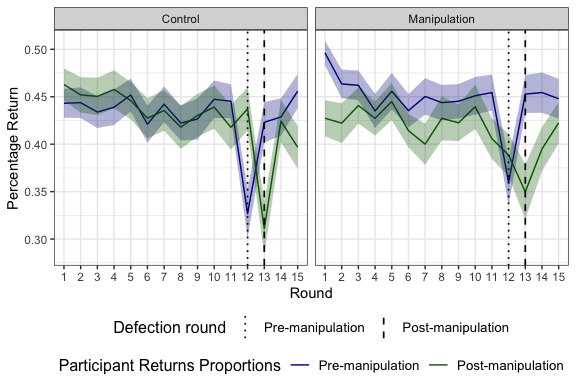 Control Manipulation
0.50
0.45
0.40
0.35
0.30
Percentage Return
1 2 3 4 5 6 7 8 9 10 11 12 13 14 15 1 2 3 4 5 6 7 8 9 10 11 12 13 14 15
Round
Defection round Pre-manipulation Post-manipulation
Participant Returns Proportions Pre-manipulation Post-manipulation